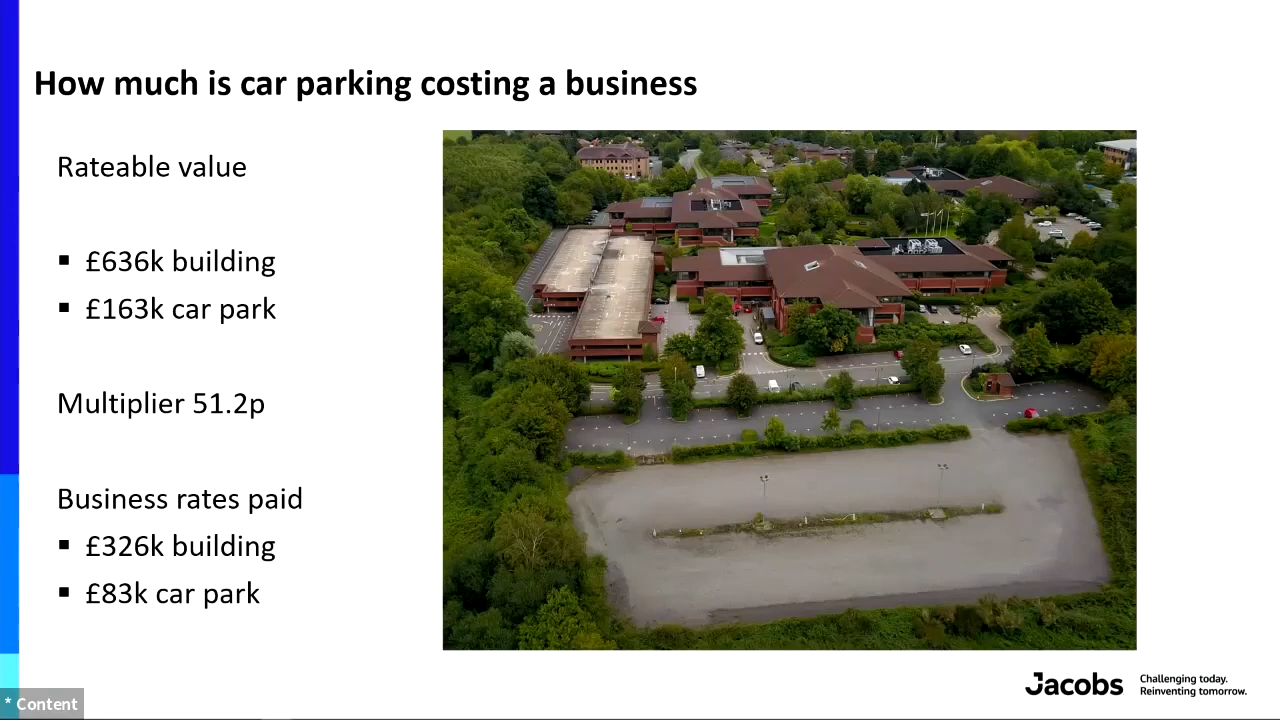 How much is car parking costing a business
Rateable value
▪ £636k building
▪ £163k car park
Multiplier 51.2p
Business rates paid
▪ £326k building
▪ £83k car park
Jacobs
Challenging today.
Reinventing tomorrow.
* Content